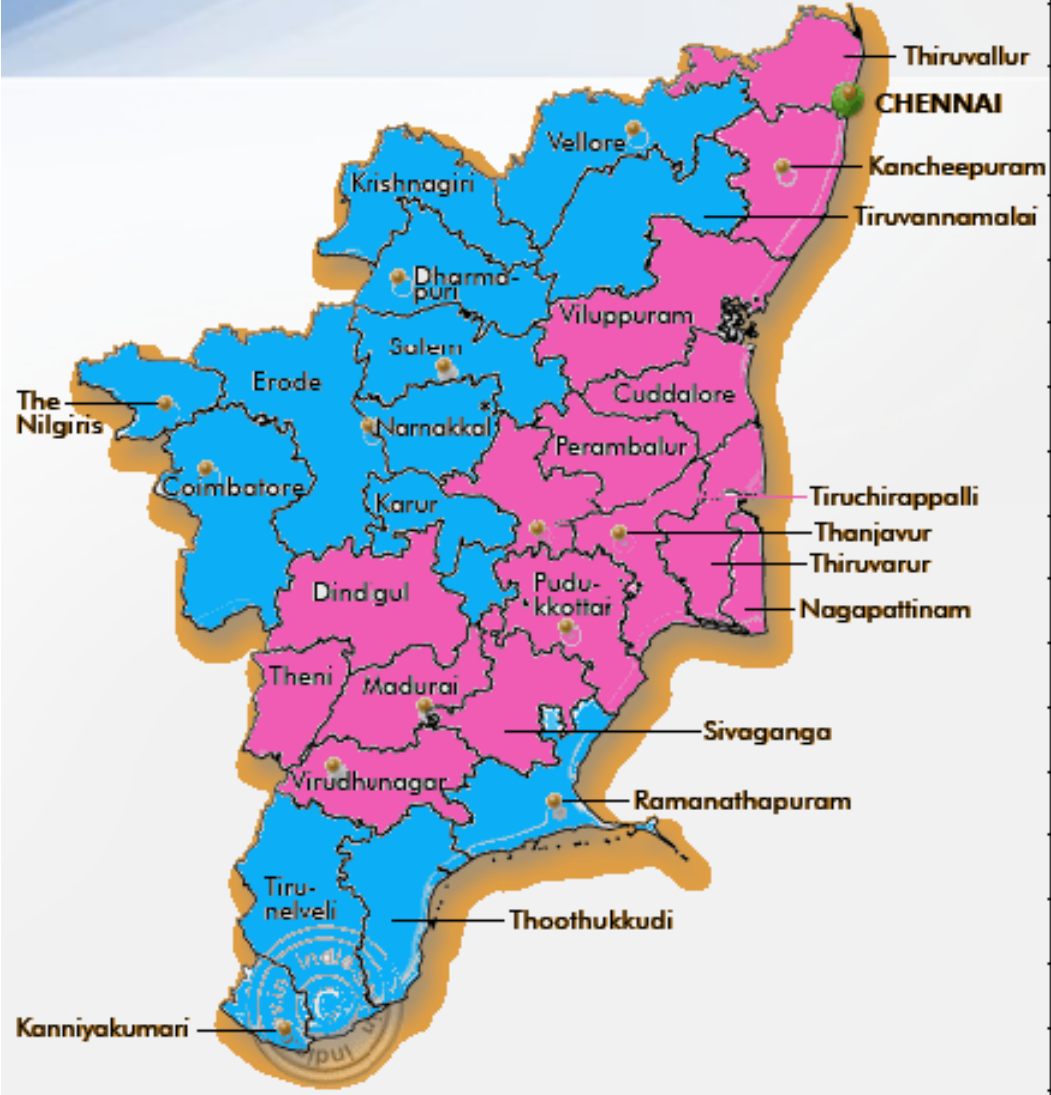 Thiruvallur
CHENNAI
Vellore
Kancheepuram
Krishnagiri
Tiruvannamalai
Dharma-
puri
Viluppuram
Salem
Erode
Cuddalore
The
Nilgiris
Namakkal
Perambalur
Coimbatore
Karur
Tiruchirappalli
Thanjavur
Thiruvarur
Dindigul
Pudu-
kkottai
Nagapattinam
Theni
Madurai
Sivaganga
Virudhunagar
Ramanathapuram
Tiru-
nelveli
Thoothukkudi
Kanniyakumari